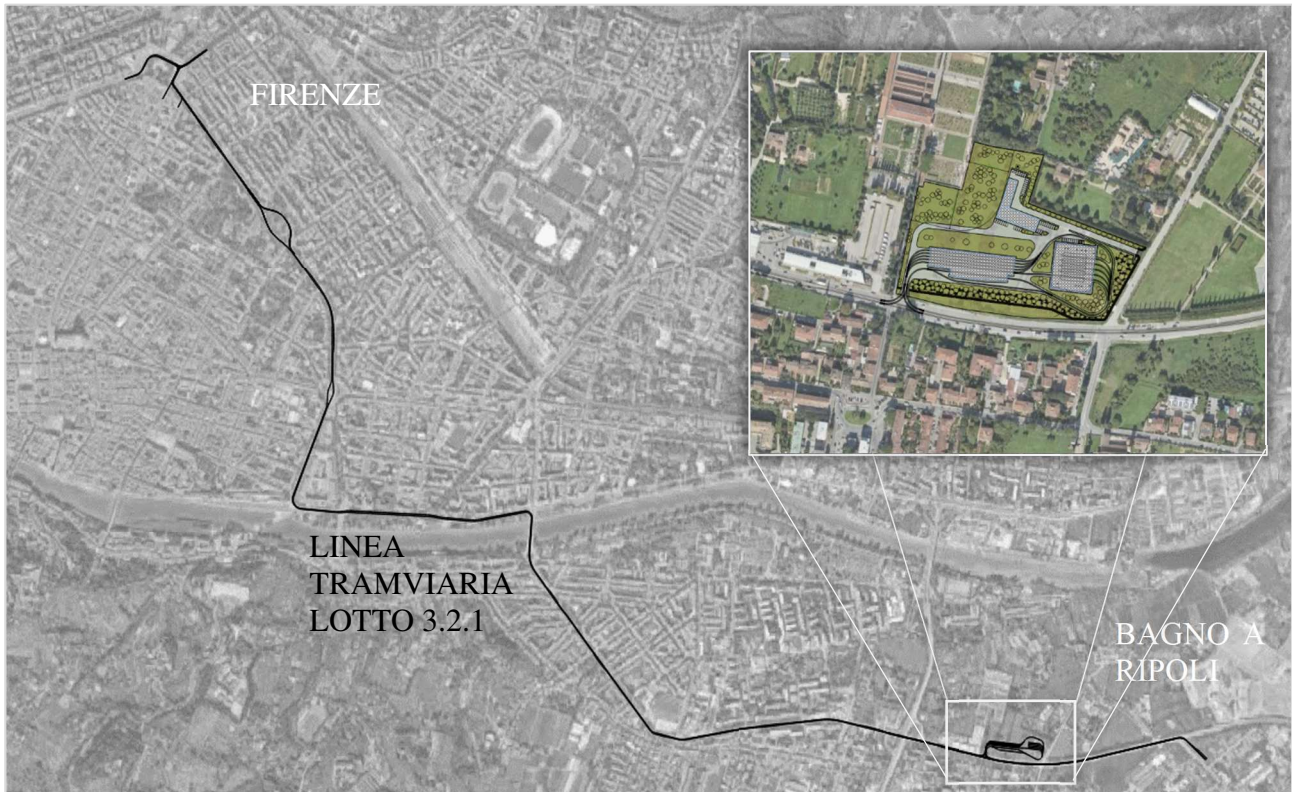 FIRENZE
LINEA
TRAMVIARIA
LOTTO 3.2.1
BAGNO A
RIPOLI